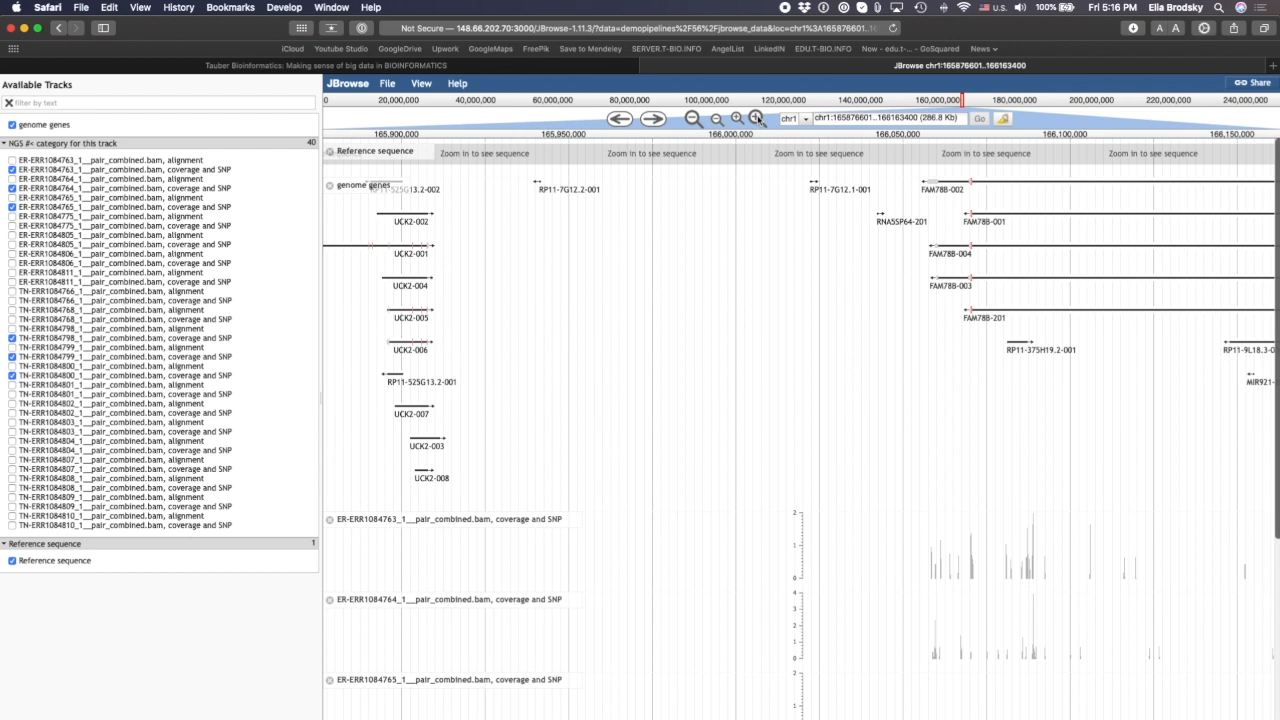 Safari File Edit View History Bookmarks Develop Window Help U.S. 100% Fri 5:16 PM Ella Brodsky
Not Secure — 148.66.202.70:3000/JBrowse-1.11.3/?data=demopipelines%2F56%2Fjbrowse_data&loc=chr1%3A165876601..16
iCloud Youtube Studio GoogleDrive Upwork GoogleMaps FreePik Save to Mendeley SERVER.T-BIO.INFO AngelList LinkedIN EDU.T-BIO.INFO Now - edu.t-... - GoSquared News
Tauber Bioinformatics: Making sense of big data in BIOINFORMATICS JBrowse chr1:165876601..166163400
Available Tracks
filter by text
genome genes
NGS #< category for this track 40
ER-ERR1084763_1__pair_combined.bam, alignment
ER-ERR1084763_1__pair_combined.bam, coverage and SNP
ER-ERR1084764_1__pair_combined.bam, alignment
ER-ERR1084764_1__pair_combined.bam, coverage and SNP
ER-ERR1084765_1__pair_combined.bam, alignment
ER-ERR1084765_1__pair_combined.bam, coverage and SNP
ER-ERR1084775_1__pair_combined.bam, alignment
ER-ERR1084775_1__pair_combined.bam, coverage and SNP
ER-ERR1084805_1__pair_combined.bam, alignment
ER-ERR1084805_1__pair_combined.bam, coverage and SNP
ER-ERR1084806_1__pair_combined.bam, alignment
ER-ERR1084806_1__pair_combined.bam, coverage and SNP
ER-ERR1084811_1__pair_combined.bam, alignment
ER-ERR1084811_1__pair_combined.bam, coverage and SNP
TN-ERR1084766_1__pair_combined.bam, alignment
TN-ERR1084766_1__pair_combined.bam, coverage and SNP
TN-ERR1084768_1__pair_combined.bam, alignment
TN-ERR1084768_1__pair_combined.bam, coverage and SNP
TN-ERR1084798_1__pair_combined.bam, alignment
TN-ERR1084798_1__pair_combined.bam, coverage and SNP
TN-ERR1084799_1__pair_combined.bam, alignment
TN-ERR1084799_1__pair_combined.bam, coverage and SNP
TN-ERR1084800_1__pair_combined.bam, alignment
TN-ERR1084800_1__pair_combined.bam, coverage and SNP
TN-ERR1084801_1__pair_combined.bam, alignment
TN-ERR1084801_1__pair_combined.bam, coverage and SNP
TN-ERR1084802_1__pair_combined.bam, alignment
TN-ERR1084802_1__pair_combined.bam, coverage and SNP
TN-ERR1084803_1__pair_combined.bam, alignment
TN-ERR1084803_1__pair_combined.bam, coverage and SNP
TN-ERR1084804_1__pair_combined.bam, alignment
TN-ERR1084804_1__pair_combined.bam, coverage and SNP
TN-ERR1084807_1__pair_combined.bam, alignment
TN-ERR1084807_1__pair_combined.bam, coverage and SNP
TN-ERR1084808_1__pair_combined.bam, alignment
TN-ERR1084808_1__pair_combined.bam, coverage and SNP
TN-ERR1084809_1__pair_combined.bam, alignment
TN-ERR1084809_1__pair_combined.bam, coverage and SNP
TN-ERR1084810_1__pair_combined.bam, alignment
TN-ERR1084810_1__pair_combined.bam, coverage and SNP
Reference sequence 1
Reference sequence
JBrowse File View Help Share
0 20,000,000 40,000,000 60,000,000 80,000,000 100,000,000 120,000,000 140,000,000 160,000,000 180,000,000 200,000,000 220,000,000 240,000,000
chr1 chr1:165876601..166163400 (286.8 Kb) Go
165,900,000 165,950,000 166,000,000 166,050,000 166,100,000 166,150,000
Reference sequence Zoom in to see sequence Zoom in to see sequence Zoom in to see sequence Zoom in to see sequence Zoom in to see sequence
genome genes RP11-525G13.2-002 RP11-7G12.2-001 RP11-7G12.1-001 FAM78B-002
UCK2-002 RNA5SP64-201 FAM78B-001
UCK2-001 FAM78B-004
UCK2-004 FAM78B-003
UCK2-005 FAM78B-201
UCK2-006 RP11-375H19.2-001 RP11-9L18.3-0
RP11-525G13.2-001 MIR921-
UCK2-007
UCK2-003
UCK2-008
ER-ERR1084763_1__pair_combined.bam, coverage and SNP 2
1
0
ER-ERR1084764_1__pair_combined.bam, coverage and SNP 4
3
2
1
0
ER-ERR1084765_1__pair_combined.bam, coverage and SNP 2
1